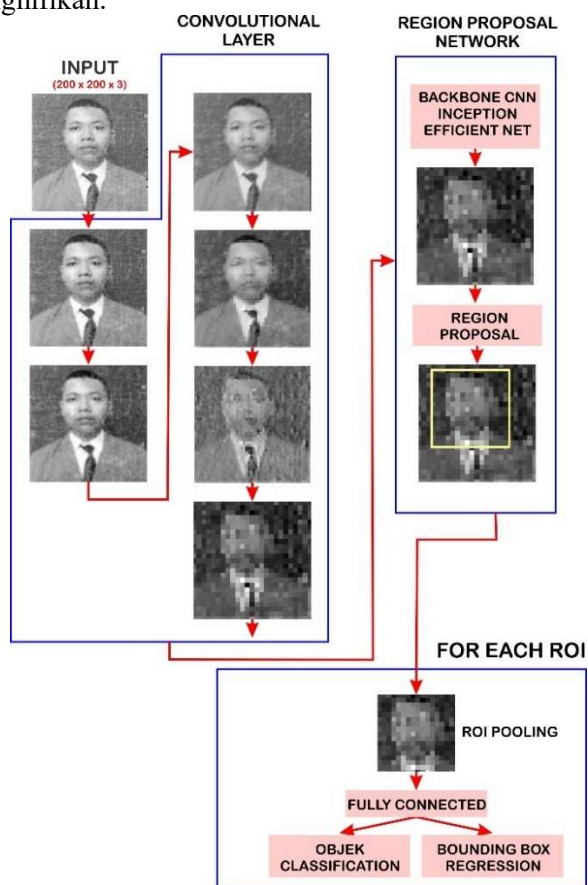 CONVOLUTIONAL
LAYER
REGION PROPOSAL
NETWORK
INPUT
(200 x 200 x 3)
BACKBONE CNN
INCEPTION
EFFICIENT NET
REGION
PROPOSAL
FOR EACH ROI
ROI POOLING
FULLY CONNECTED
OBJEK
CLASSIFICATION
BOUNDING BOX
REGRESSION